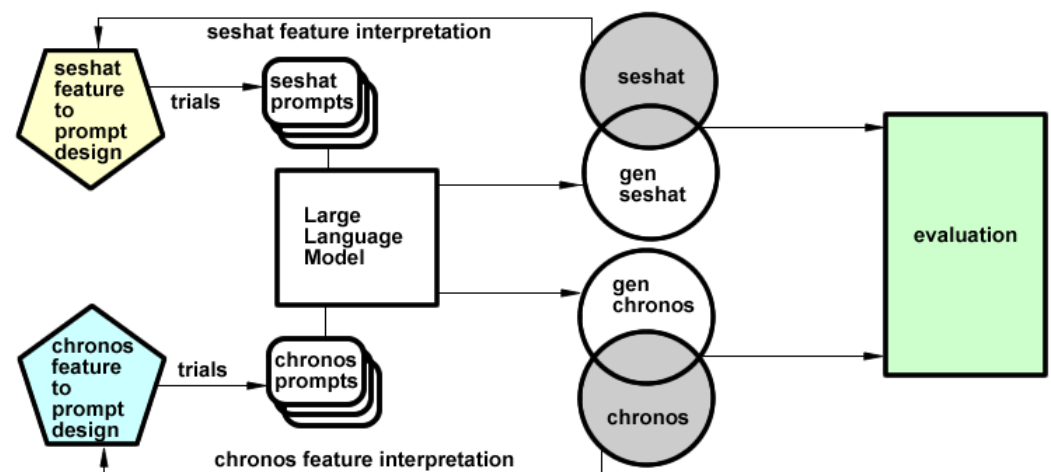 seshat feature interpretation
seshat
feature
to
prompt
design
trials
seshat
prompts
seshat
gen
seshat
Large
Language
Model
evaluation
gen
chronos
chronos
feature
to
prompt
design
trials
chronos
prompts
chronos
chronos feature interpretation